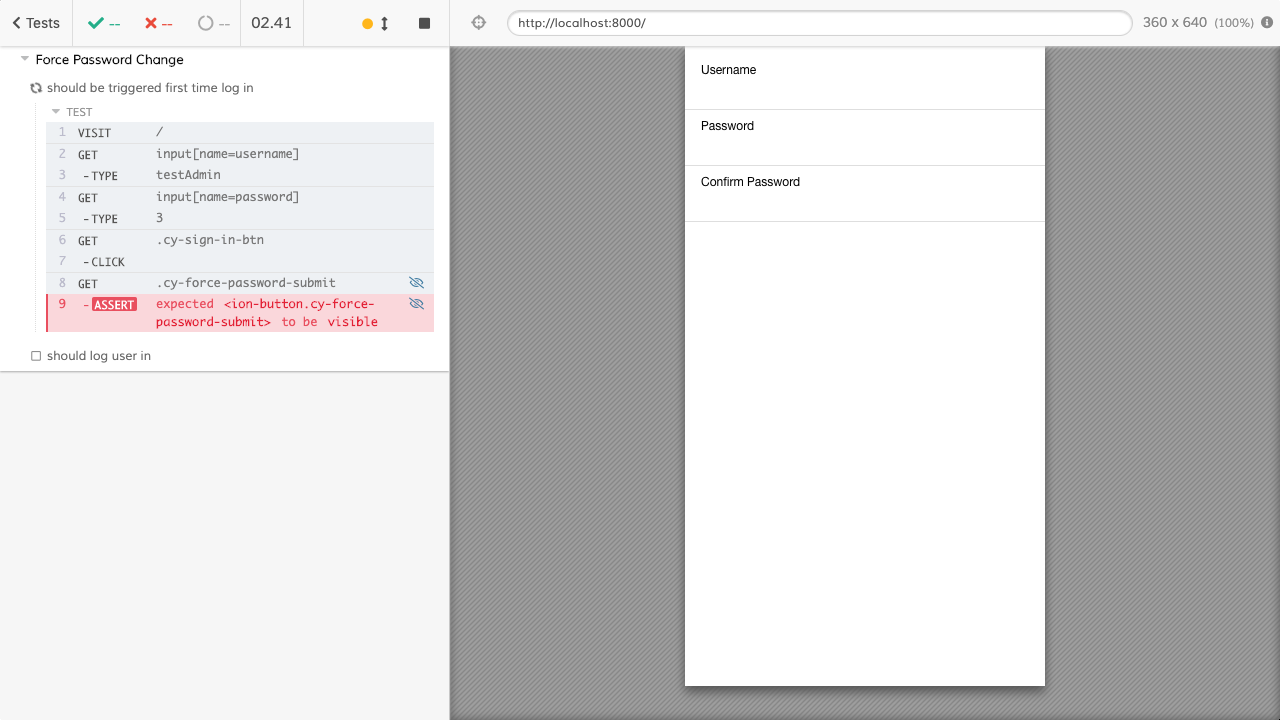 Tests -- -- -- 02.41
http://localhost:8000/ 360 x 640 (100%)
Force Password Change
should be triggered first time log in
TEST
1 VISIT /
2 GET input[name=username]
3 - TYPE testAdmin
4 GET input[name=password]
5 - TYPE 3
6 GET .cy-sign-in-btn
7 - CLICK
8 GET .cy-force-password-submit
9 - ASSERT expected <ion-button.cy-force-
password-submit> to be visible
should log user in
Username
Password
Confirm Password